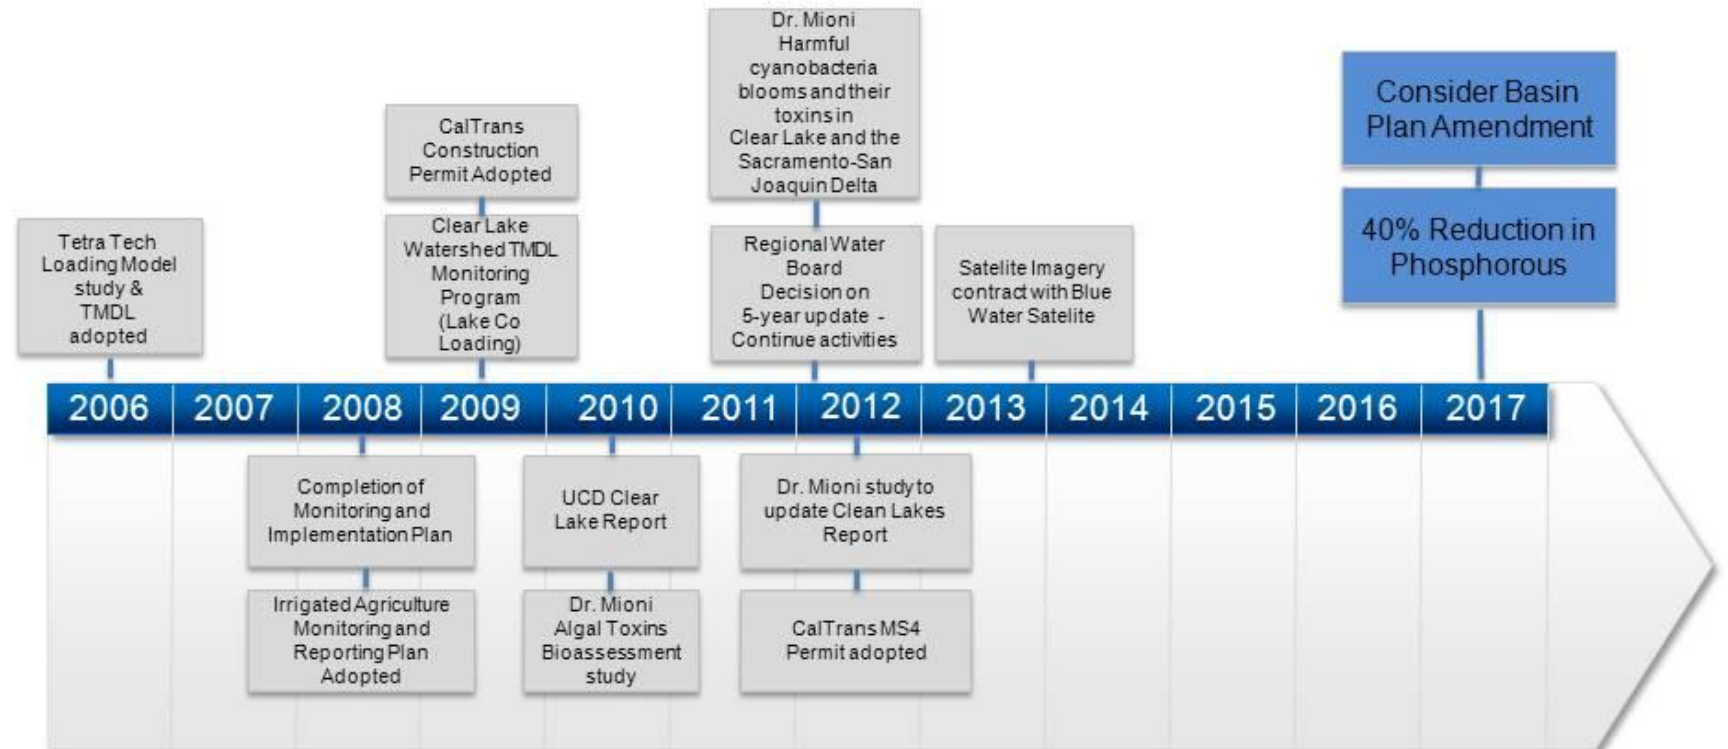 Dr. Mioni
Harmful
cyanobacteria
blooms and their
toxins in
Clear Lake and the
Sacramento-San
Joaquin Delta
Consider Basin
Plan Amendment
CalTrans
Construction
Permit Adopted
40% Reduction in
Phosphorous
Tetra Tech
Loading Model
study &
TMDL
adopted
Clear Lake
Watershed TMDL
Monitoring
Program
(Lake Co
Loading)
Regional Water
Board
Decision on
5-year update -
Continue activities
Satelite Imagery
contract with Blue
Water Satellite
2006 2007 2008 2009 2010 2011 2012 2013 2014 2015 2016 2017
Completion of
Monitoring and
Implementation Plan
UCD Clear
Lake Report
Dr. Mioni study to
update Clean Lakes
Report
Irrigated Agriculture
Monitoring and
Reporting Plan
Adopted
Dr. Mioni
Algal Toxins
Bioassessment
study
CalTrans MS4
Permit adopted